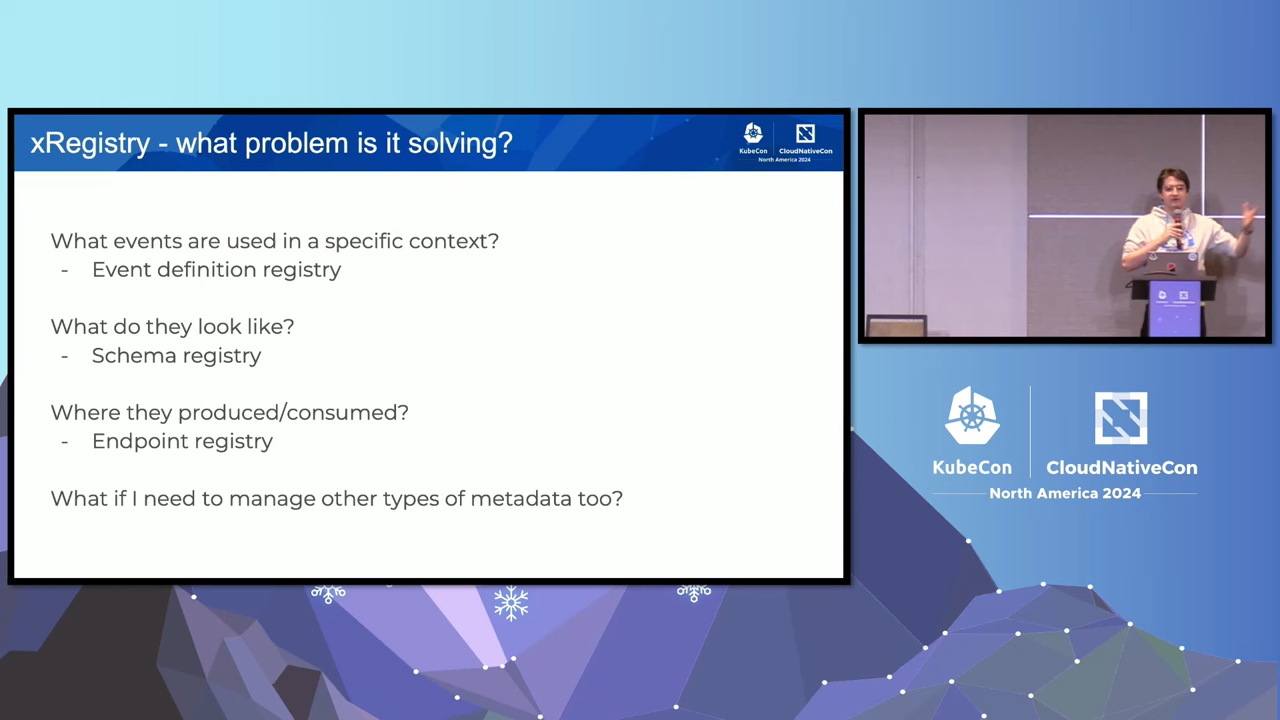 xRegistry - what problem is it solving?
KubeCon
CloudNativeCon
North America 2024
What events are used in a specific context?
- Event definition registry
What do they look like?
- Schema registry
Where they produced/consumed?
- Endpoint registry
What if I need to manage other types of metadata too?
KubeCon
CloudNativeCon
North America 2024